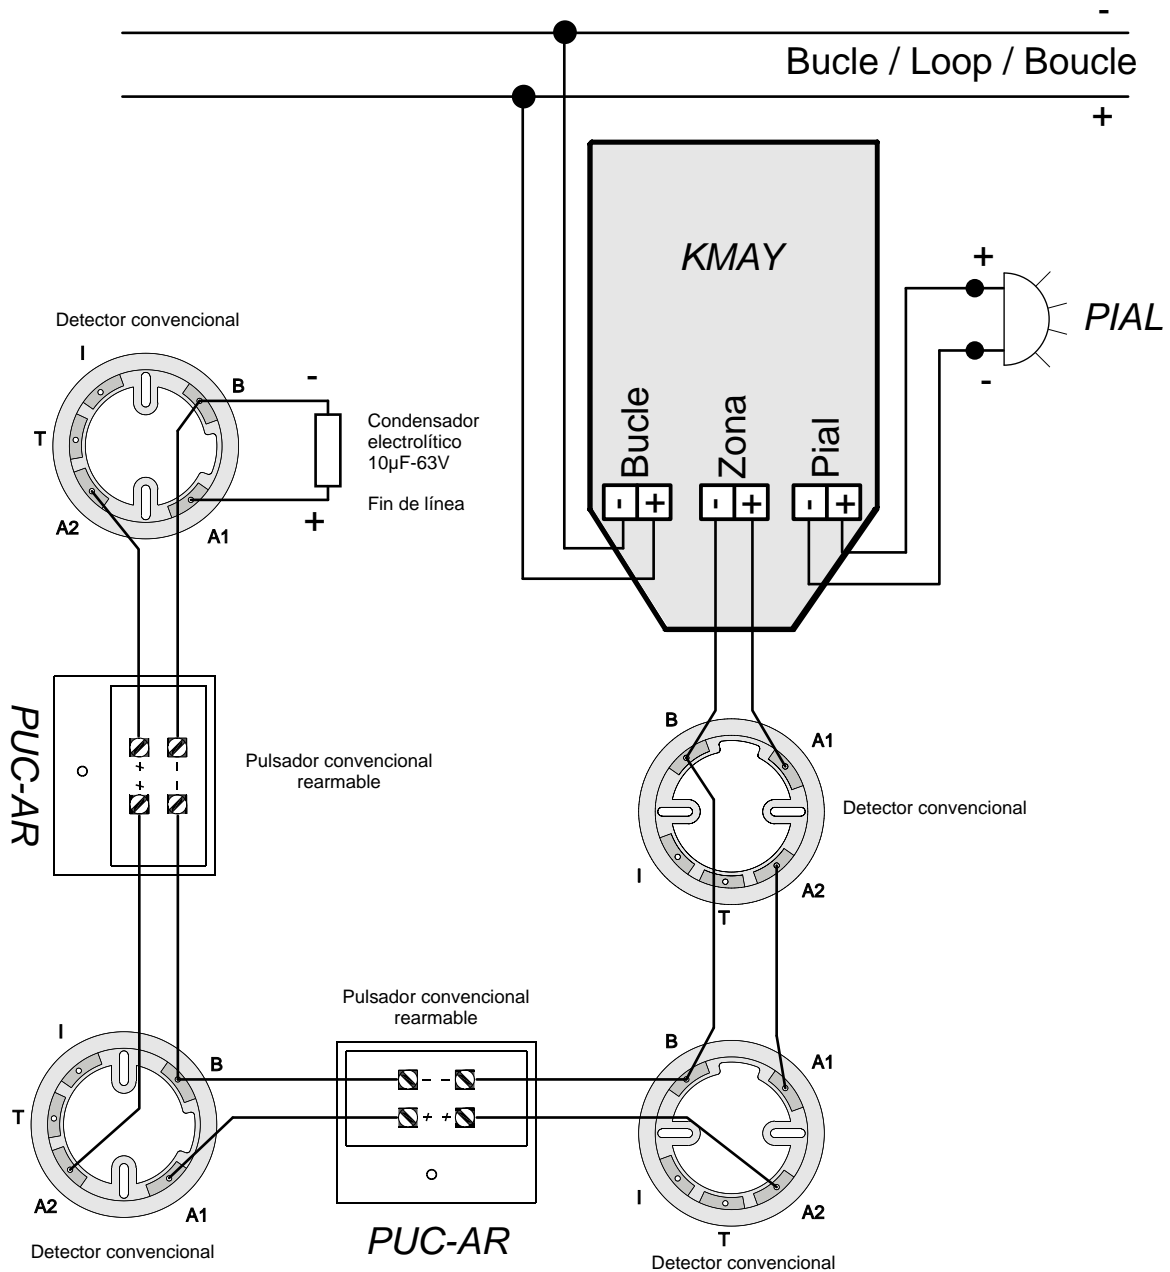 -
Bucle / Loop / Boucle
+
KMAY
+
PIAL
-
Bucle
Zona
Pial
- +
- +
- +
Detector convencional
I
B
-
T
Condensador
electrolítico
10µF-63V
Fin de línea
A2
A1
+
PUC-AR
+ -
+ -
Pulsador convencional
rearmable
B
A1
Detector convencional
I
A2
T
Pulsador convencional
rearmable
I
B
T
A2
A1
Detector convencional
- -
+ +
PUC-AR
B
A1
I
A2
T
Detector convencional